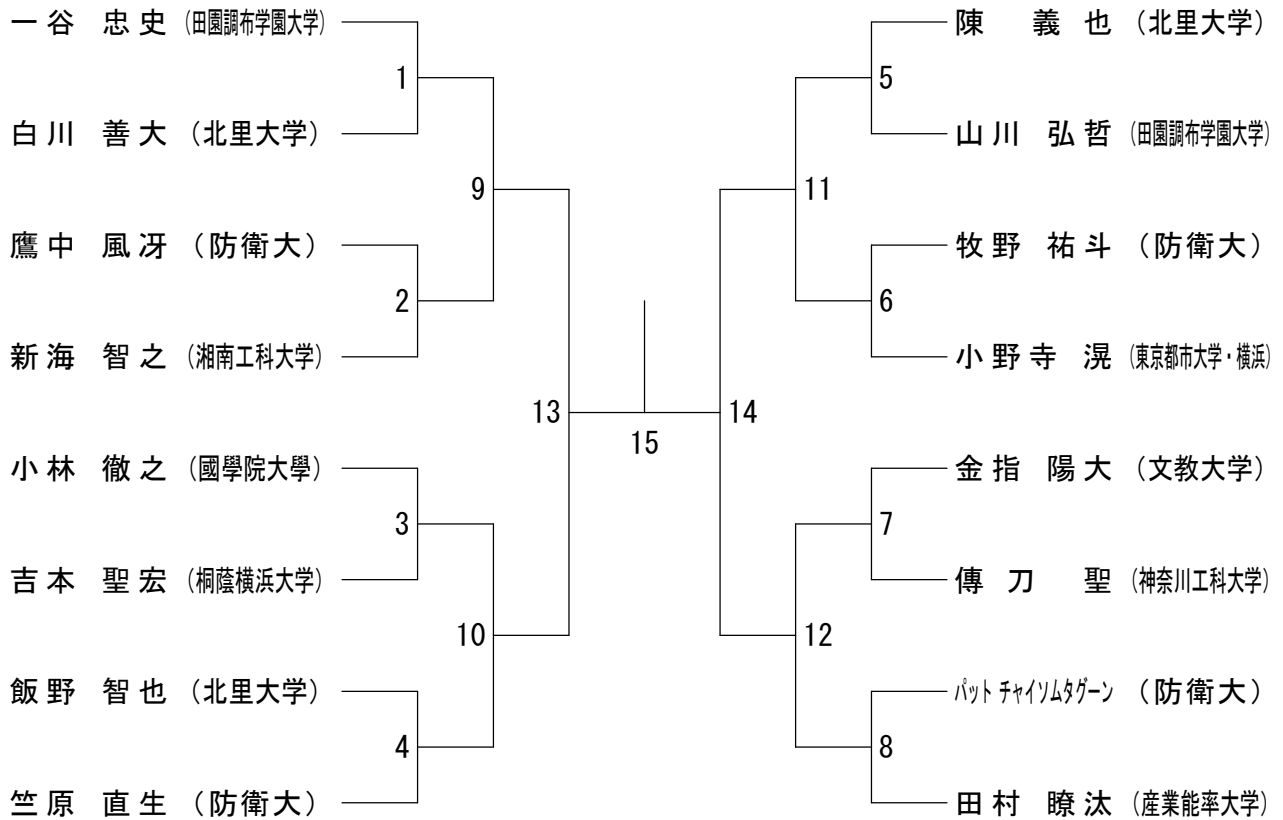 一谷 忠史 (田園調布学園大学)
1
白川 善大 (北里大学)
9
鷹中 風冴 (防衛大)
2
新海 智之 (湘南工科大学)
13
小林 徹之 (國學院大學)
3
吉本 聖宏 (桐蔭横浜大学)
10
飯野 智也 (北里大学)
4
竺原 直生 (防衛大)
15
陳 義也 (北里大学)
5
山川 弘哲 (田園調布学園大学)
11
牧野 祐斗 (防衛大)
6
小野寺 滉 (東京都市大学・横浜)
14
金指 陽大 (文教大学)
7
傳刀 聖 (神奈川工科大学)
12
パット チャイソムタグーン (防衛大)
8
田村 瞭汰 (産業能率大学)